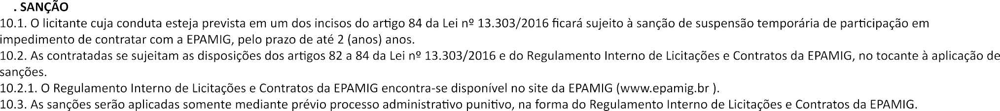 . SANÇÃO
10.1. O licitante cuja conduta esteja prevista em um dos incisos do artigo 84 da Lei nº 13.303/2016 ficará sujeito à sanção de suspensão temporária de participação em
impedimento de contratar com a EPAMIG, pelo prazo de até 2 (anos) anos.
10.2. As contratadas se sujeitam as disposições dos artigos 82 a 84 da Lei nº 13.303/2016 e do Regulamento Interno de Licitações e Contratos da EPAMIG, no tocante à aplicação de
sanções.
10.2.1. O Regulamento Interno de Licitações e Contratos da EPAMIG encontra-se disponível no site da EPAMIG (www.epamig.br ).
10.3. As sanções serão aplicadas somente mediante prévio processo administrativo punitivo, na forma do Regulamento Interno de Licitações e Contratos da EPAMIG.